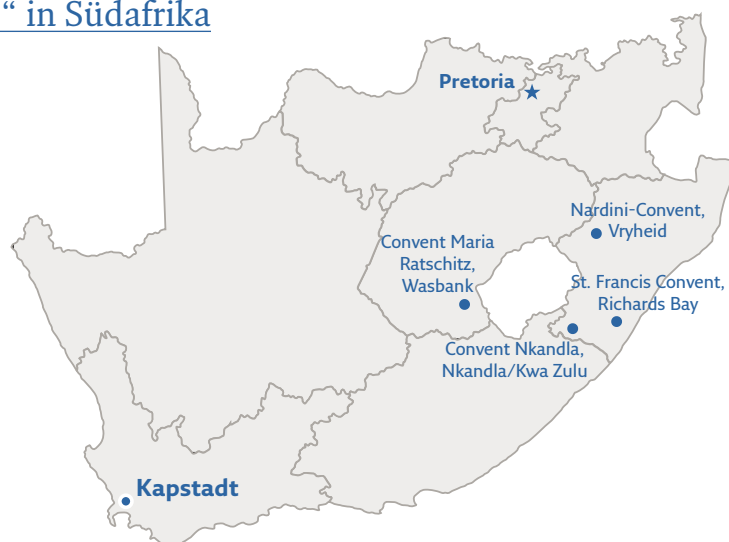 “ in Südafrika
Pretoria
Nardini-Convent,
Vryheid
Convent Maria
Ratschitz,
Wasbank
St. Francis Convent,
Richards Bay
Convent Nkandla,
Nkandla/Kwa Zulu
Kapstadt